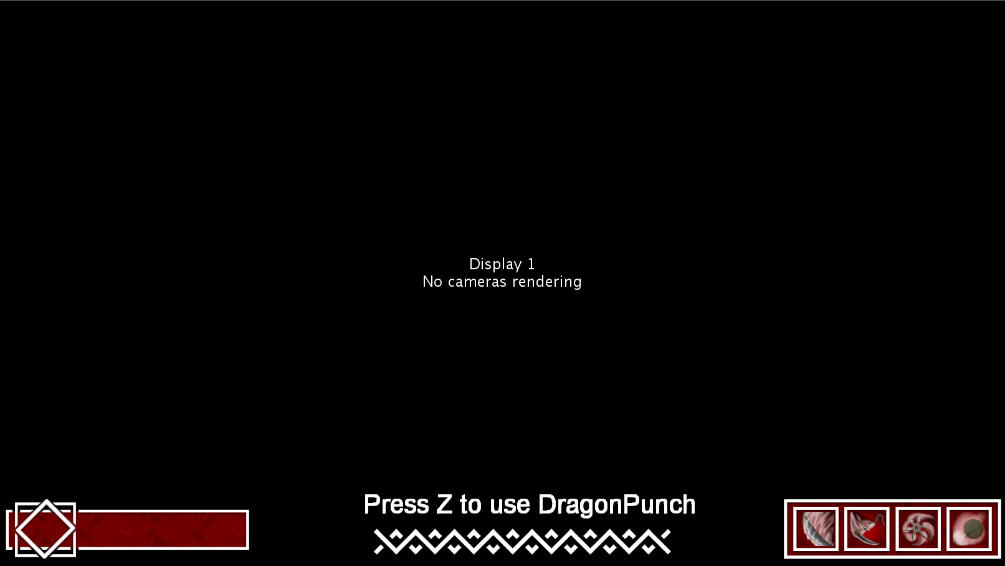 Display 1
No cameras rendering
Press Z to use DragonPunch